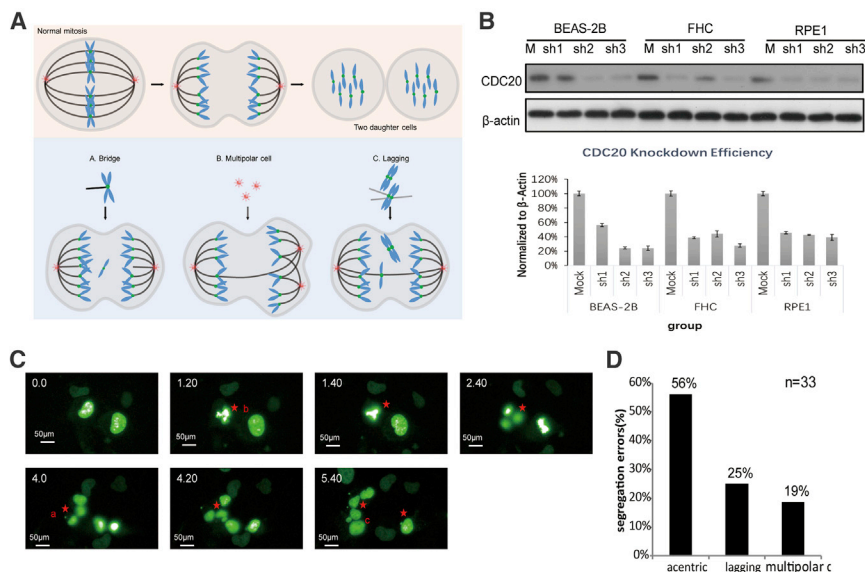 A
Normal mitosis
Two daughter cells
A. Bridge
B. Multipolar cell
C. Lagging
B
BEAS-2B FHC RPE1
M sh1 sh2 sh3 M sh1 sh2 sh3 M sh1 sh2 sh3
CDC20
β-actin
CDC20 Knockdown Efficiency
Normalized to β-Actin
120%
100%
80%
60%
40%
20%
0%
Mock sh1 sh2 sh3 Mock sh1 sh2 sh3 Mock sh1 sh2 sh3
BEAS-2B FHC RPE1
group
C
0.0
50μm
1.20
b
50μm
1.40
50μm
2.40
50μm
4.0
a
50μm
4.20
50μm
5.40
c
50μm
D
segregation errors(%)
60%
50%
40%
30%
20%
10%
0%
56%
25%
19%
n=33
acentric lagging multipolar c